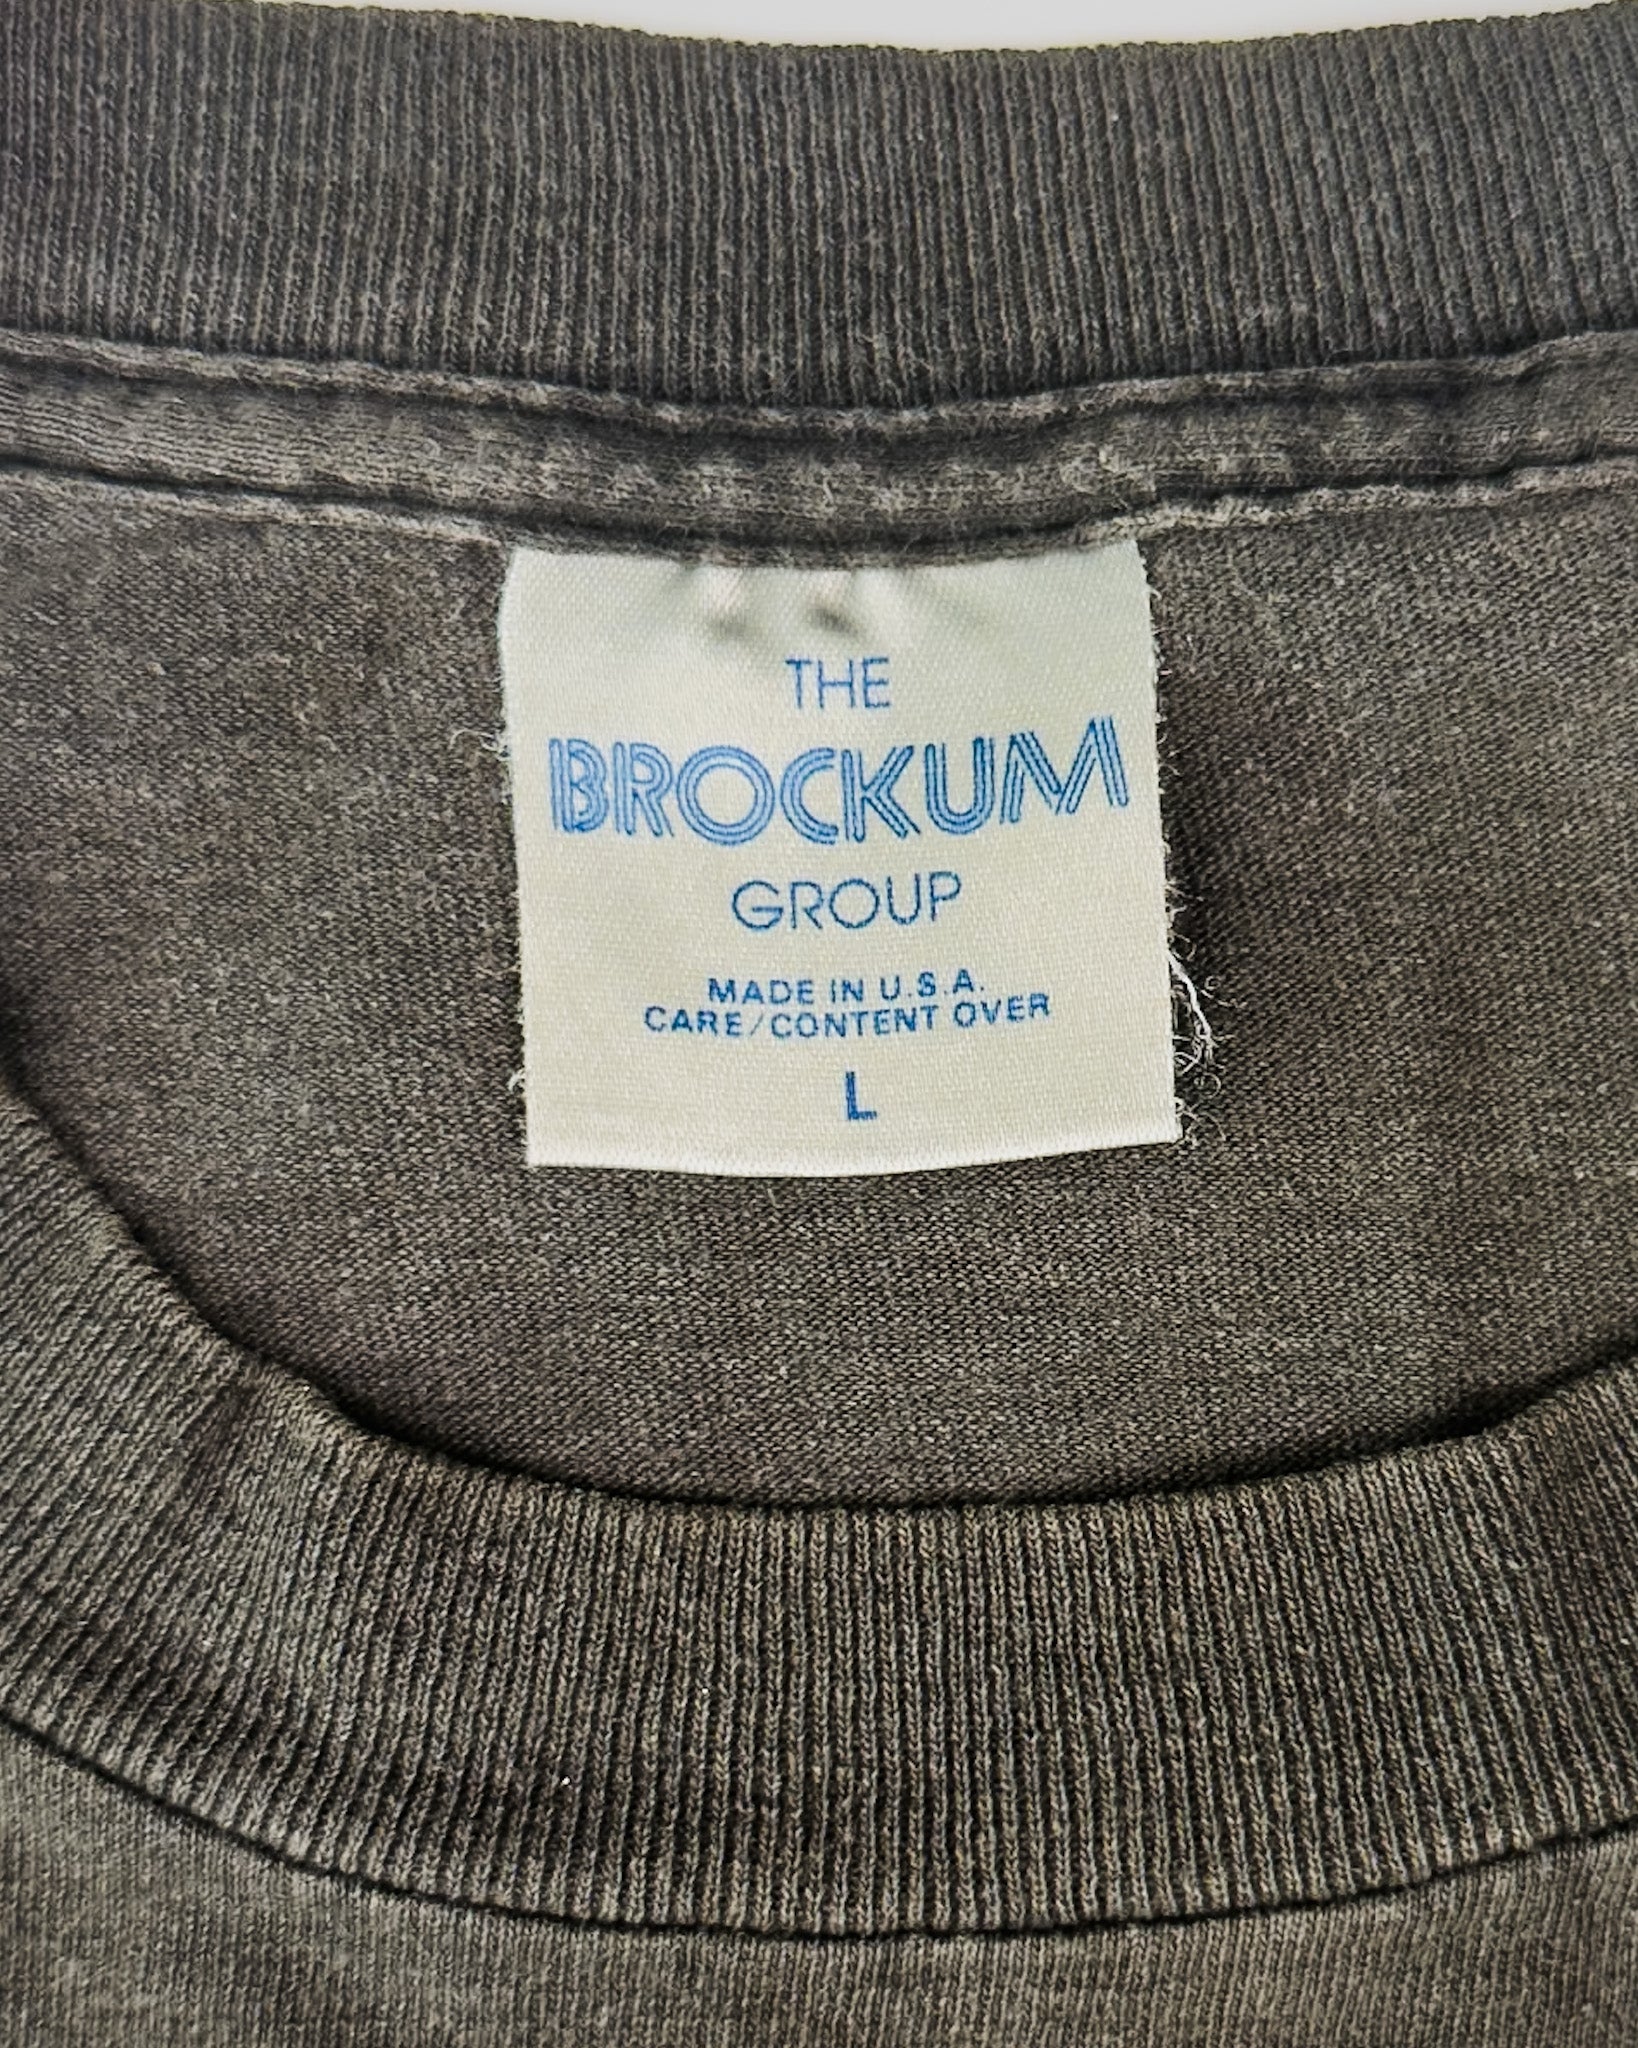 THE
BROCKUM
GROUP
MADE IN U.S.A.
CARE/CONTENT OVER
L